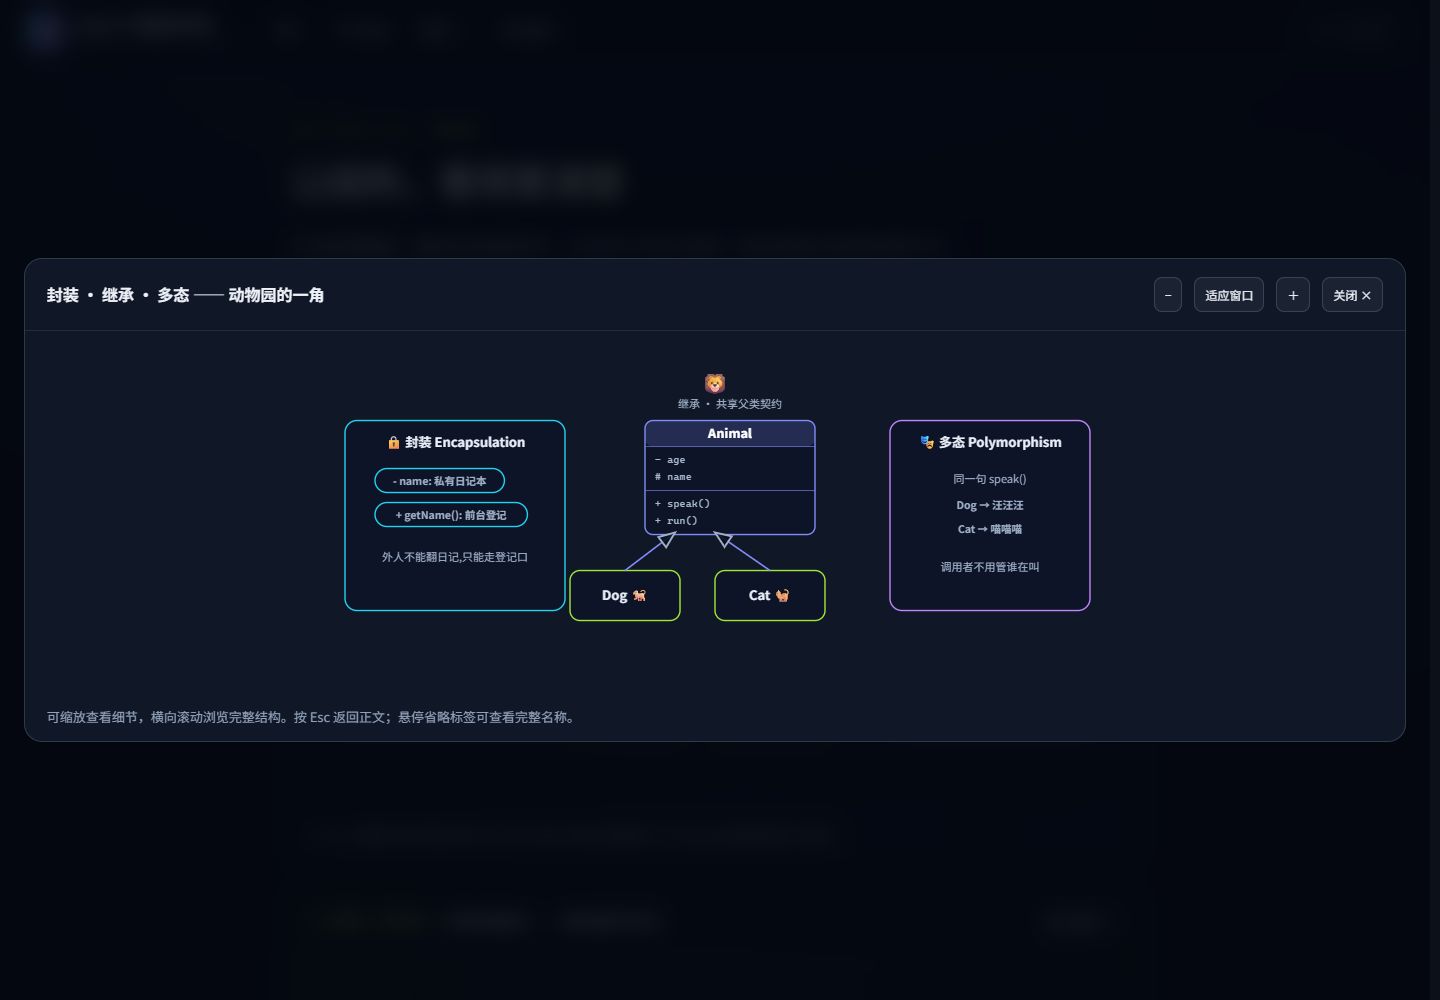 封装 · 继承 · 多态 —— 动物园的一角
－
适应窗口
＋
关闭 ×
继承 · 共享父类契约
🔒 封装 Encapsulation
- name: 私有日记本
+ getName(): 前台登记
外人不能翻日记,只能走登记口
Animal
− age
# name
+ speak()
+ run()
Dog 🐕
Cat 🐈
🎭 多态 Polymorphism
同一句 speak()
Dog → 汪汪汪
Cat → 喵喵喵
调用者不用管谁在叫
可缩放查看细节，横向滚动浏览完整结构。按 Esc 返回正文；悬停省略标签可查看完整名称。